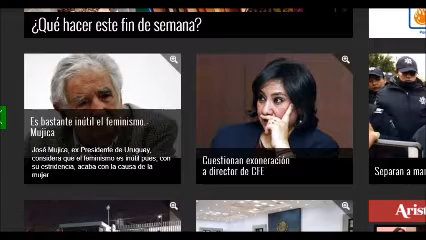 ¿Qué hacer este fin de semana?
Es bastante inútil el feminismo.
Mujica
José Mujica, ex Presidente de Uruguay,
considera que el feminismo es inútil pues, con
su estridencia, acaba con la causa de la
mujer
Cuestionan exoneración
a director de CFE
Separan a ma
Arist